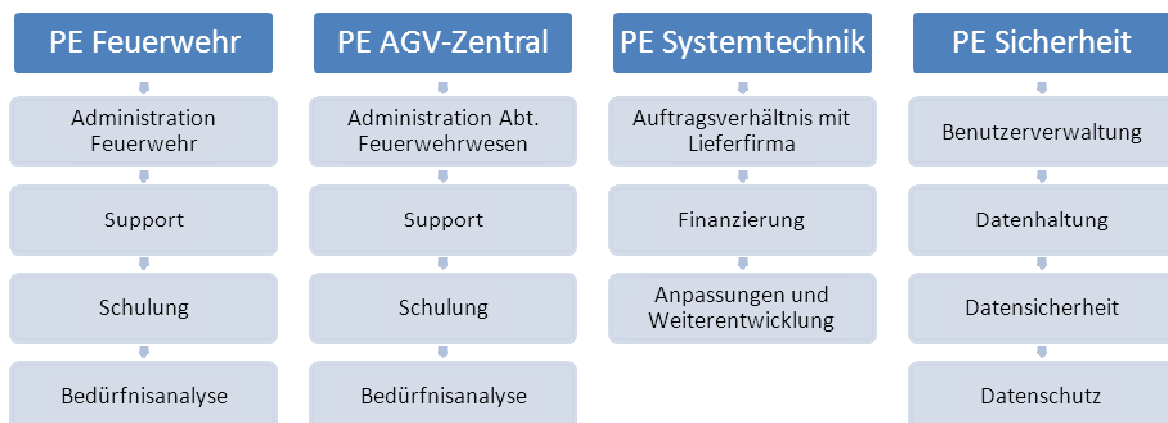 PE Feuerwehr
Administration
Feuerwehr
Support
Schulung
Bedürfnisanalyse
PE AGV-Zentral
Administration Abt.
Feuerwehrwesen
Support
Schulung
Bedürfnisanalyse
PE Systemtechnik
Auftragsverhältnis mit
Lieferfirma
Finanzierung
Anpassungen und
Weiterentwicklung
PE Sicherheit
Benutzerverwaltung
Datenhaltung
Datensicherheit
Datenschutz